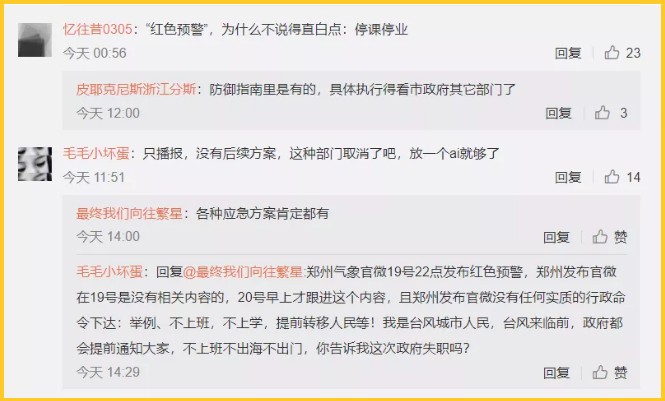 忆往昔0305：“红色预警”，为什么不说得直白点：停课停业
今天 00:56 回复 23
皮耶克尼斯浙江分斯：防御指南里是有的，具体执行得看市政府其它部门了
今天 12:00 回复 3
毛毛小坏蛋：只播报，没有后续方案，这种部门取消了吧，放一个ai就够了
今天 11:51 回复 14
最终我们向往繁星：各种应急方案肯定都有
今天 14:00 回复 赞
毛毛小坏蛋：回复@最终我们向往繁星:郑州气象官微19号22点发布红色预警，郑州发布官微
在19号是没有相关内容的，20号早上才跟进这个内容，且郑州发布官微没有任何实质的行政命
令下达：举例、不上班，不上学，提前转移人民等！我是台风城市人民，台风来临前，政府都
会提前通知大家，不上班不出海不出门，你告诉我这次政府失职吗？
今天 14:29 回复 赞